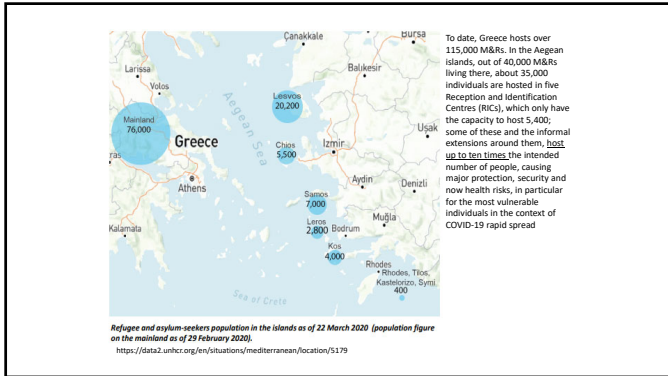 Çanakkale
Bursa
Larissa
Balıkesir
Volos
Lesvos
20,200
Aegean Sea
Mainland
76,000
Greece
Chios
5,500
Izmir
Uşak
ras
Athens
Aydin
Denizli
Samos
7,000
Leros
2,800
Muğla
Kalamata
Bodrum
Kos
4,000
Rhodes
Rhodes, Tilos,
Kastelorizo, Symi
400
Sea of Crete
To date, Greece hosts over
115,000 M&Rs. In the Aegean
islands, out of 40,000 M&Rs
living there, about 35,000
individuals are hosted in five
Reception and Identification
Centres (RICs), which only have
the capacity to host 5,400;
some of these and the informal
extensions around them, host
up to ten times the intended
number of people, causing
major protection, security and
now health risks, in particular
for the most vulnerable
individuals in the context of
COVID-19 rapid spread
Refugee and asylum-seekers population in the islands as of 22 March 2020 (population figure
on the mainland as of 29 February 2020).
https://data2.unhcr.org/en/situations/mediterranean/location/5179